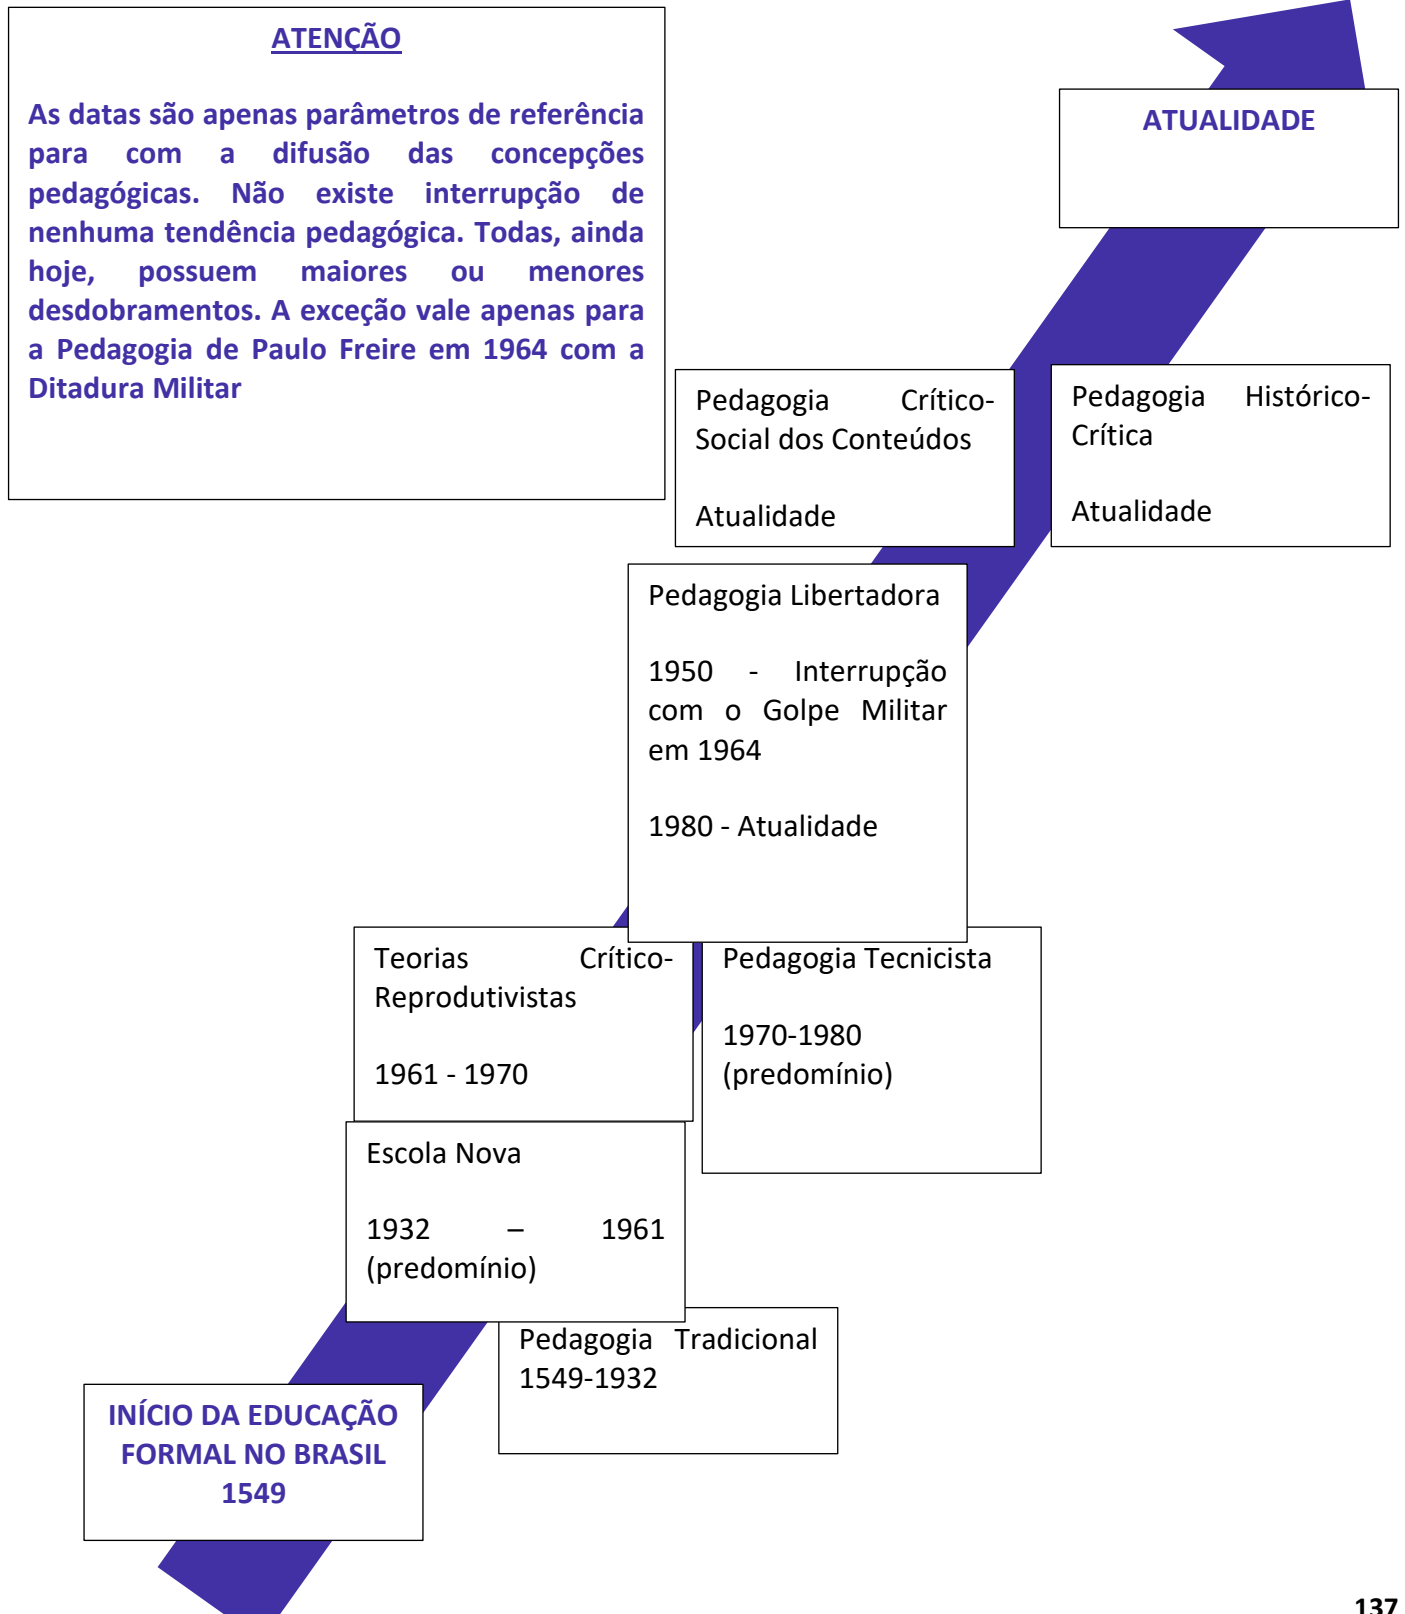 ATENÇÃO
As datas são apenas parâmetros de referência
para com a difusão das concepções
pedagógicas. Não existe interrupção de
nenhuma tendência pedagógica. Todas, ainda
hoje, possuem maiores ou menores
desdobramentos. A exceção vale apenas para
a Pedagogia de Paulo Freire em 1964 com a
Ditadura Militar
ATUALIDADE
Pedagogia Crítico-
Social dos Conteúdos
Atualidade
Pedagogia Histórico-
Crítica
Atualidade
Pedagogia Libertadora
1950 - Interrupção
com o Golpe Militar
em 1964
1980 - Atualidade
Teorias Crítico-
Reprodutivistas
1961 - 1970
Pedagogia Tecnicista
1970-1980
(predomínio)
Escola Nova
1932 – 1961
(predomínio)
Pedagogia Tradicional
1549-1932
INÍCIO DA EDUCAÇÃO
FORMAL NO BRASIL
1549
137